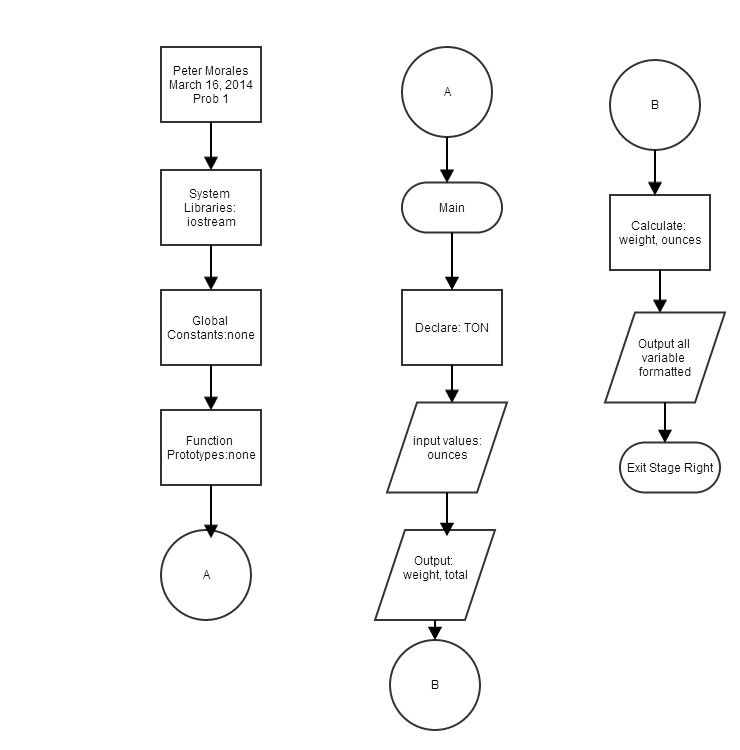 Peter Morales
March 16, 2014
Prob 1
System
Libraries:
iostream
Global
Constants:none
Function
Prototypes:none
A
A
Main
Declare: TON
input values:
ounces
Output:
weight, total
B
B
Calculate:
weight, ounces
Output all
variable
formatted
Exit Stage Right